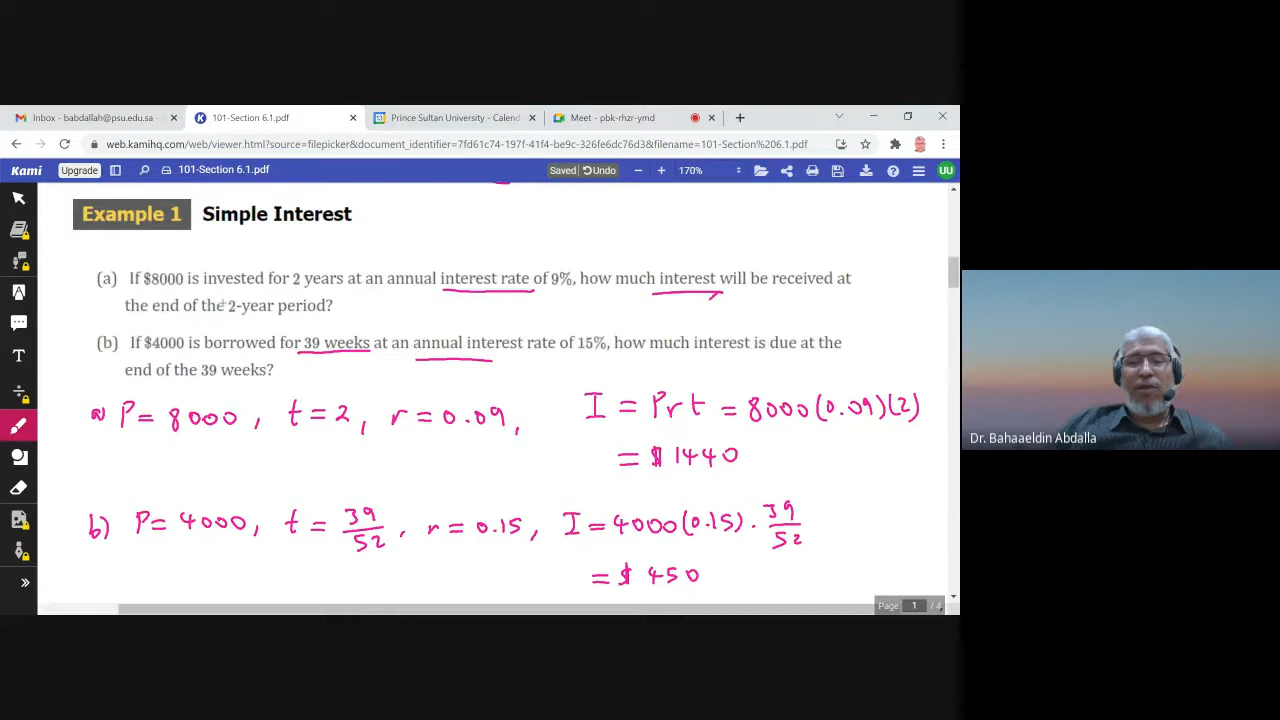 Inbox - babdallah@psu.edu.sa -
101-Section 6.1.pdf
Prince Sultan University - Calend
Meet - pbk-rhzr-ymd
web.kamihq.com/web/viewer.html?source=filepicker&document_identifier=7fd61c74-197f-41f4-be9c-326fe6dc76d3&filename=101-Section%206.1.pdf
Kami Upgrade 101-Section 6.1.pdf Saved Undo 170% UU
Example 1 Simple Interest
(a) If $8000 is invested for 2 years at an annual interest rate of 9%, how much interest will be received at
the end of the 2-year period?
(b) If $4000 is borrowed for 39 weeks at an annual interest rate of 15%, how much interest is due at the
end of the 39 weeks?
a) P = 8000, t = 2, r = 0.09, I = Prt = 8000(0.09)(2)
= $ 1440
b) P = 4000, t = 39/52, r = 0.15, I = 4000(0.15) · 39/52
= $ 450
Page 1 / 4
Dr. Bahaaeldin Abdalla